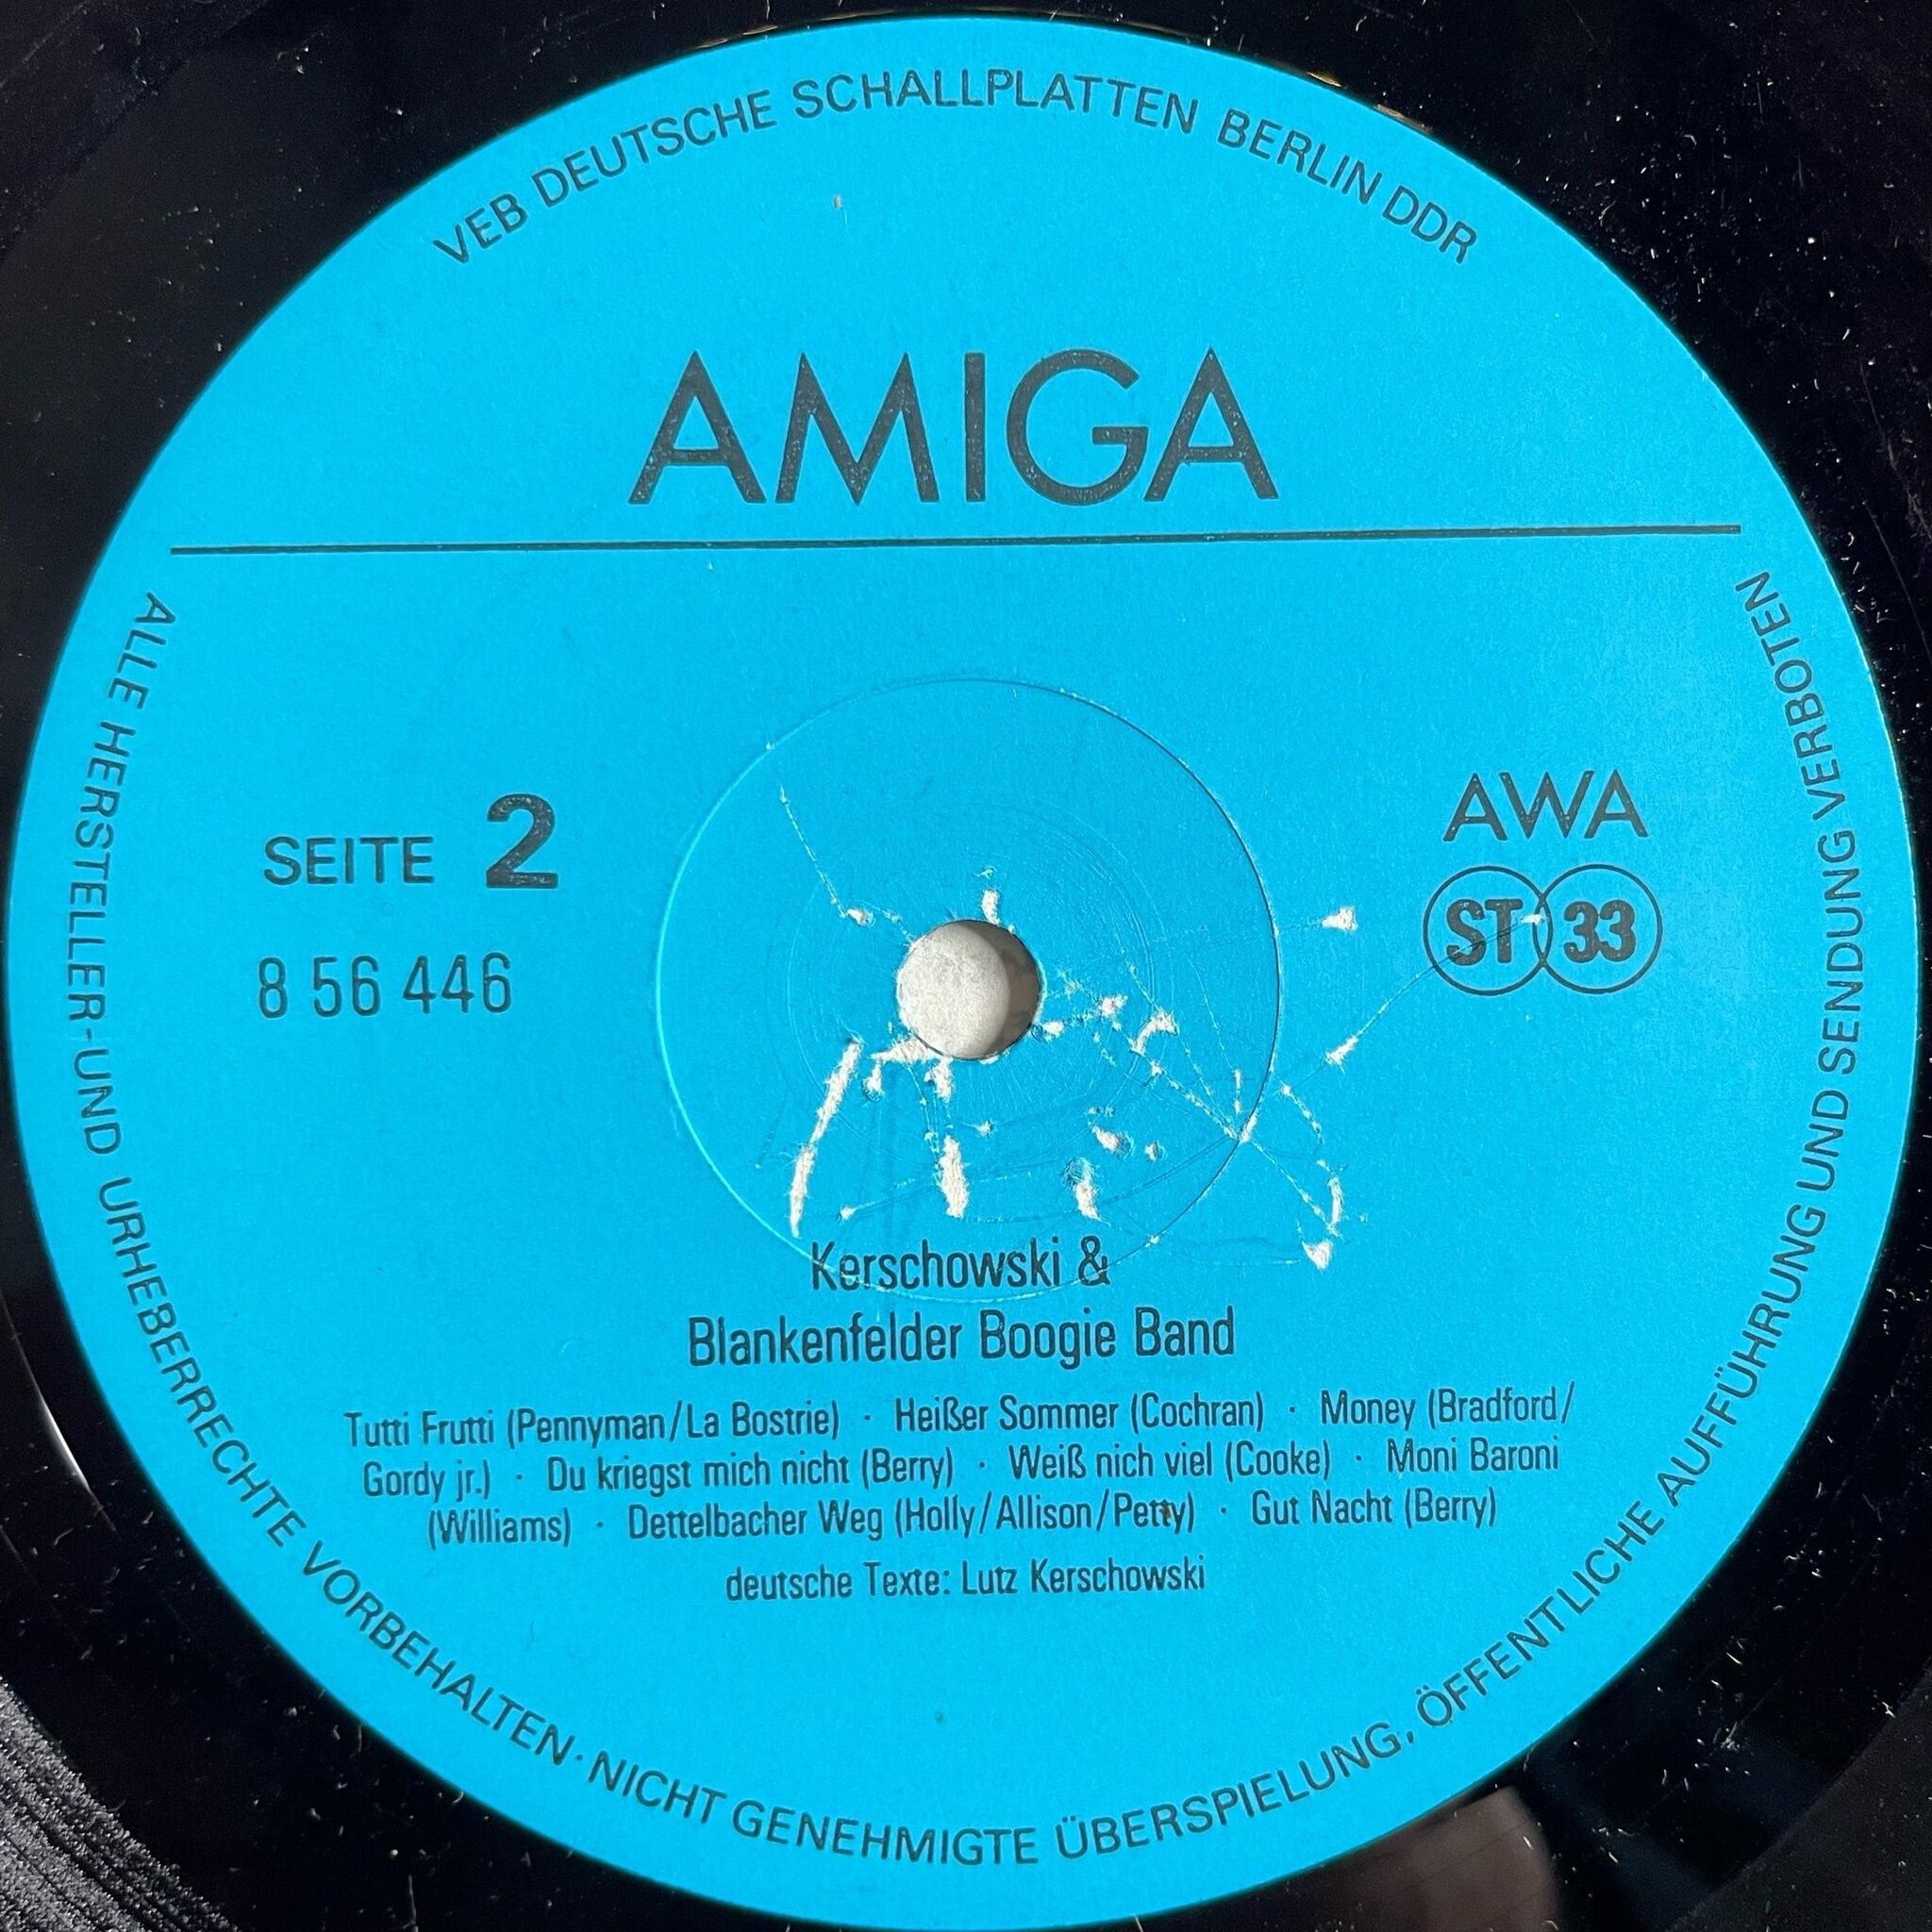 VEB DEUTSCHE SCHALLPLATTEN BERLIN DDR
AMIGA
SEITE 2
8 56 446
AWA
ST 33
Kerschowski &
Blankenfelder Boogie Band
Tutti Frutti (Pennyman/La Bostrie) · Heißer Sommer (Cochran) · Money (Bradford/
Gordy jr.) · Du kriegst mich nicht (Berry) · Weiß nich viel (Cooke) · Moni Baroni
(Williams) · Dettelbacher Weg (Holly/Allison/Petty) · Gut Nacht (Berry)
deutsche Texte: Lutz Kerschowski
ALLE HERSTELLER-UND URHEBERRECHTE VORBEHALTEN · NICHT GENEHMIGTE ÜBERSPIELUNG, ÖFFENTLICHE AUFFÜHRUNG UND SENDUNG VERBOTEN